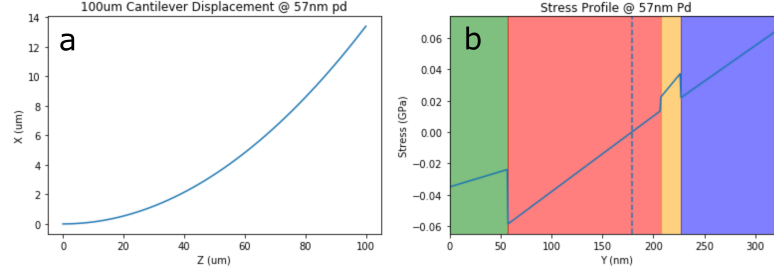 100um Cantilever Displacement @ 57nm pd
a
14
12
10
8
6
4
2
0
X (um)
0 20 40 60 80 100
Z (um)
Stress Profile @ 57nm Pd
b
0.06
0.04
0.02
0.00
−0.02
−0.04
−0.06
Stress (GPa)
0 50 100 150 200 250 300
Y (nm)